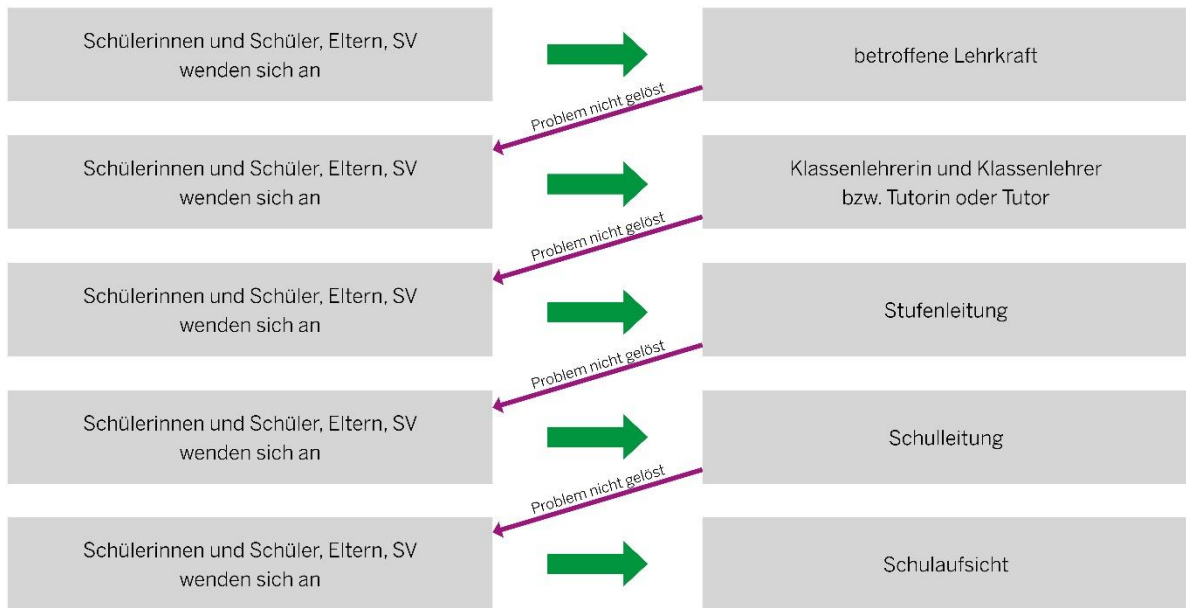 Schülerinnen und Schüler, Eltern, SV
wenden sich an
betroffene Lehrkraft
Problem nicht gelöst
Schülerinnen und Schüler, Eltern, SV
wenden sich an
Klassenlehrerin und Klassenlehrer
bzw. Tutorin oder Tutor
Problem nicht gelöst
Schülerinnen und Schüler, Eltern, SV
wenden sich an
Stufenleitung
Problem nicht gelöst
Schülerinnen und Schüler, Eltern, SV
wenden sich an
Schulleitung
Problem nicht gelöst
Schülerinnen und Schüler, Eltern, SV
wenden sich an
Schulaufsicht